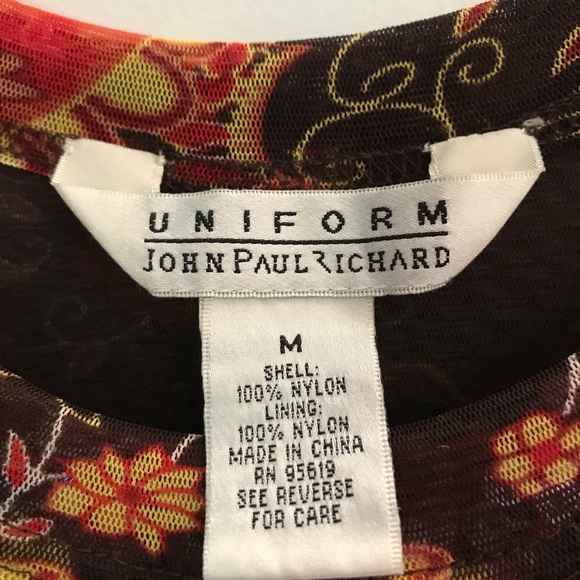 UNIFORM
JOHN PAUL RICHARD
M
SHELL:
100% NYLON
LINING:
100% NYLON
MADE IN CHINA
RN 95619
SEE REVERSE
FOR CARE